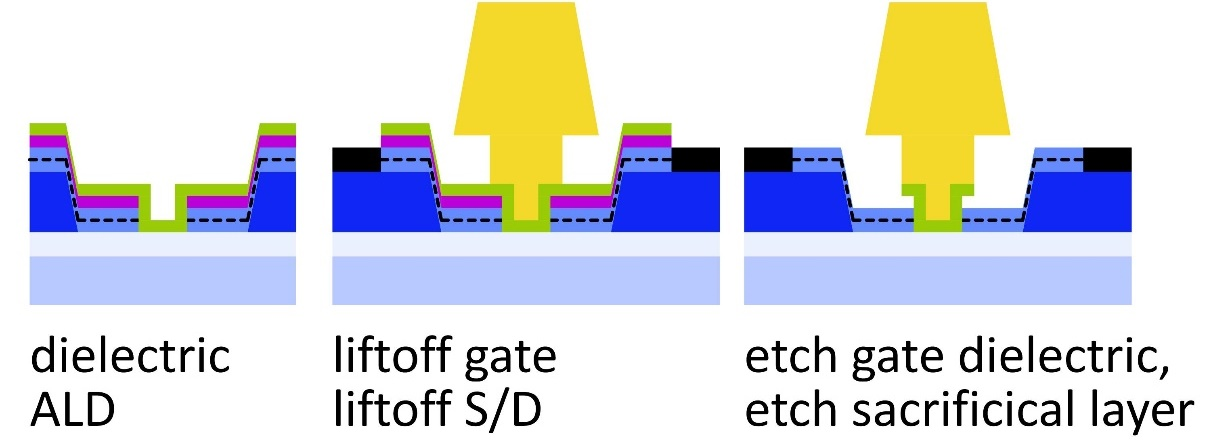 dielectric
ALD
liftoff gate
liftoff S/D
etch gate dielectric,
etch sacrificical layer